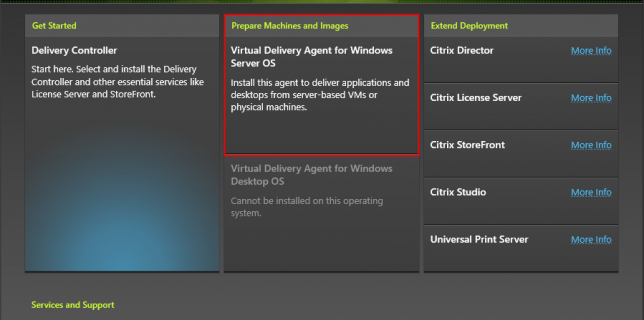 Get Started
Delivery Controller
Start here. Select and install the Delivery
Controller and other essential services like
License Server and StoreFront.
Prepare Machines and Images
Virtual Delivery Agent for Windows
Server OS
Install this agent to deliver applications and
desktops from server-based VMs or
physical machines.
Virtual Delivery Agent for Windows
Desktop OS
Cannot be installed on this operating
system.
Extend Deployment
Citrix Director More Info
Citrix License Server More Info
Citrix StoreFront More Info
Citrix Studio More Info
Universal Print Server More Info
Services and Support